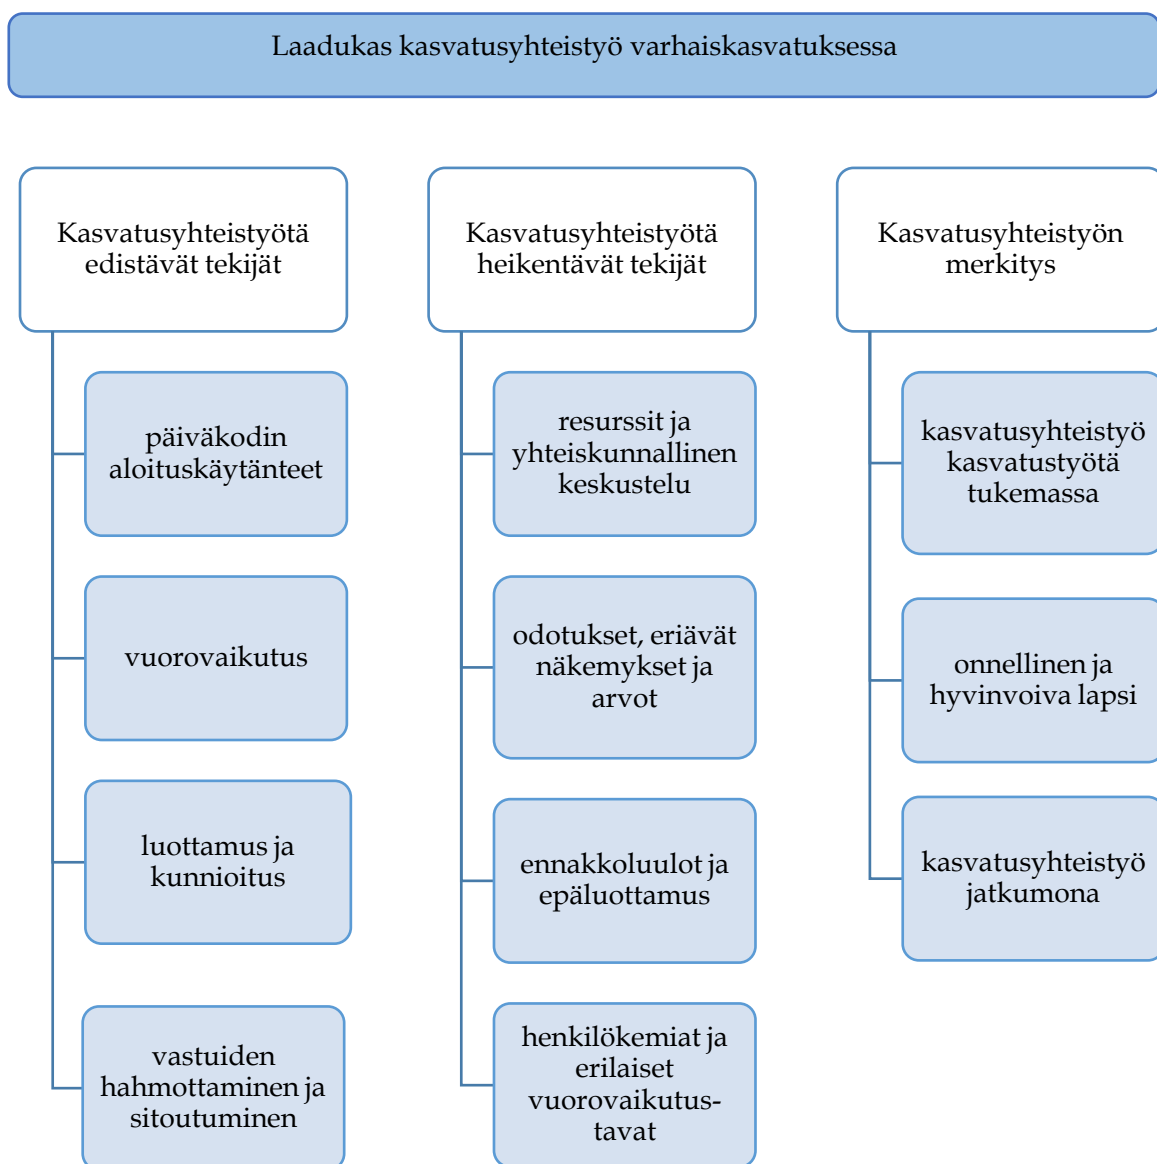 Laadukas kasvatusyhteistyö varhaiskasvatuksessa
Kasvatusyhteistyötä
edistävät tekijät
päiväkodin
aloituskäytänteet
vuorovaikutus
luottamus ja
kunnioitus
vastuiden
hahmottaminen ja
sitoutuminen
Kasvatusyhteistyötä
heikentävät tekijät
resurssit ja
yhteiskunnallinen
keskustelu
odotukset, eriävät
näkemykset ja
arvot
ennakkoluulot ja
epäluottamus
henkilökemiat ja
erilaiset
vuorovaikutus-
tavat
Kasvatusyhteistyön
merkitys
kasvatusyhteistyö
kasvatustyötä
tukemassa
onnellinen ja
hyvinvoiva lapsi
kasvatusyhteistyö
jatkumona